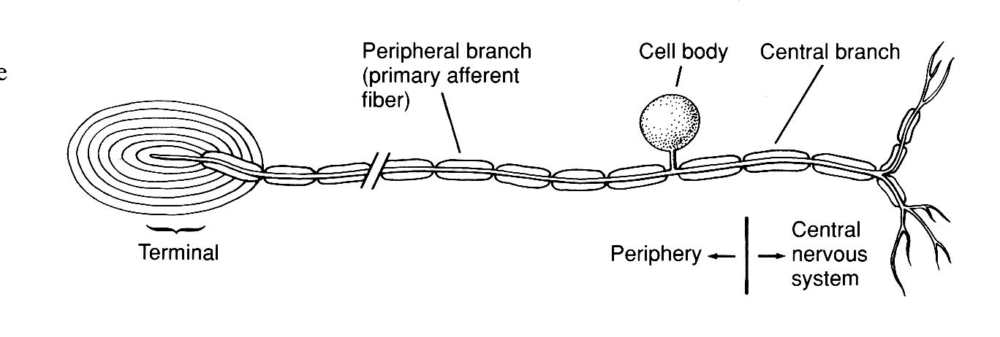 e
Peripheral branch
(primary afferent
fiber)
Cell body
Central branch
Terminal
Periphery
Central
nervous
system